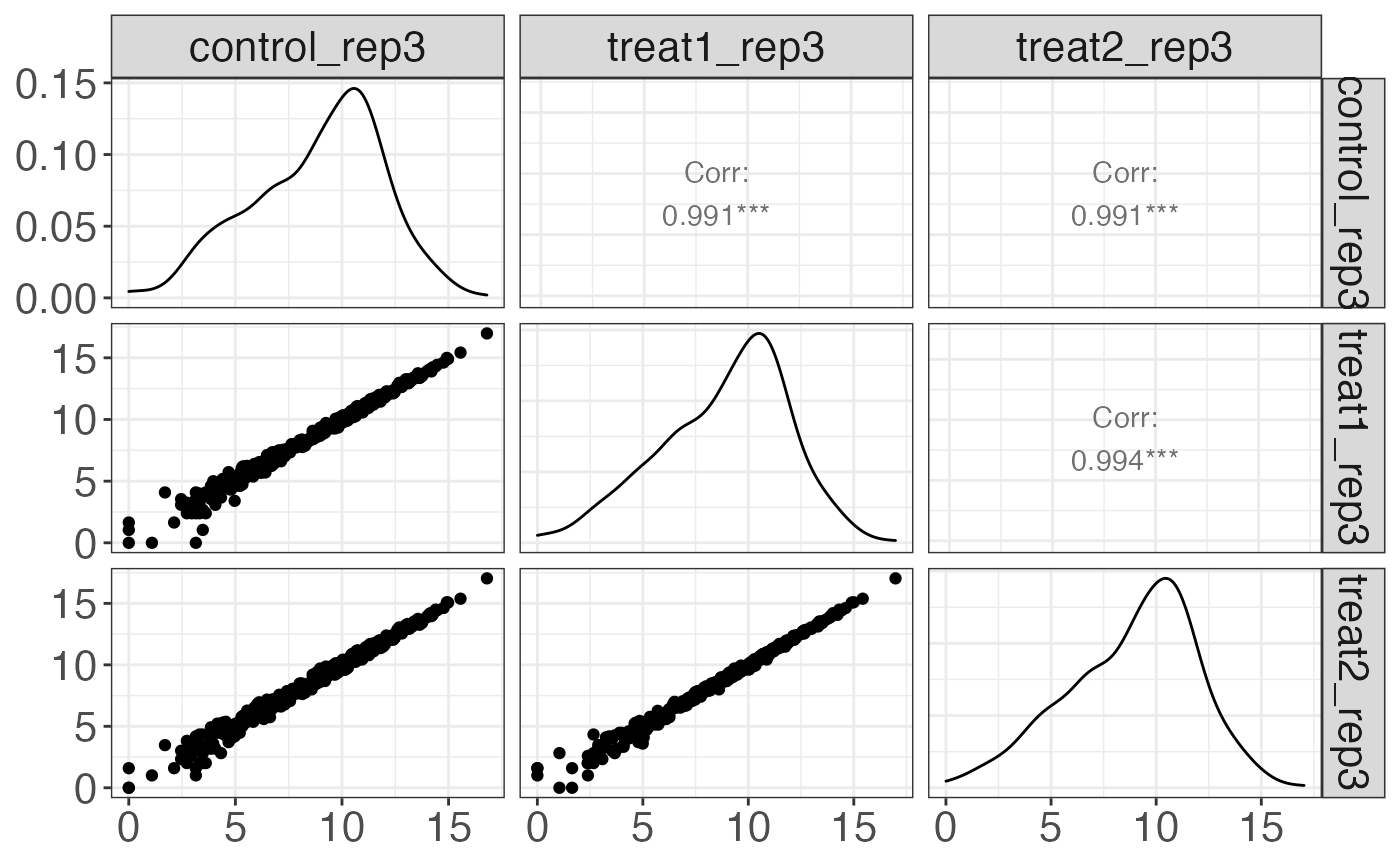 control_rep3 treat1_rep3 treat2_rep3
0.15
0.10
0.05
0.00
Corr:
0.991***
Corr:
0.991***
control_rep3
15
10
5
0
Corr:
0.994***
treat1_rep3
15
10
5
0
treat2_rep3
0 5 10 15 0 5 10 15 0 5 10 15